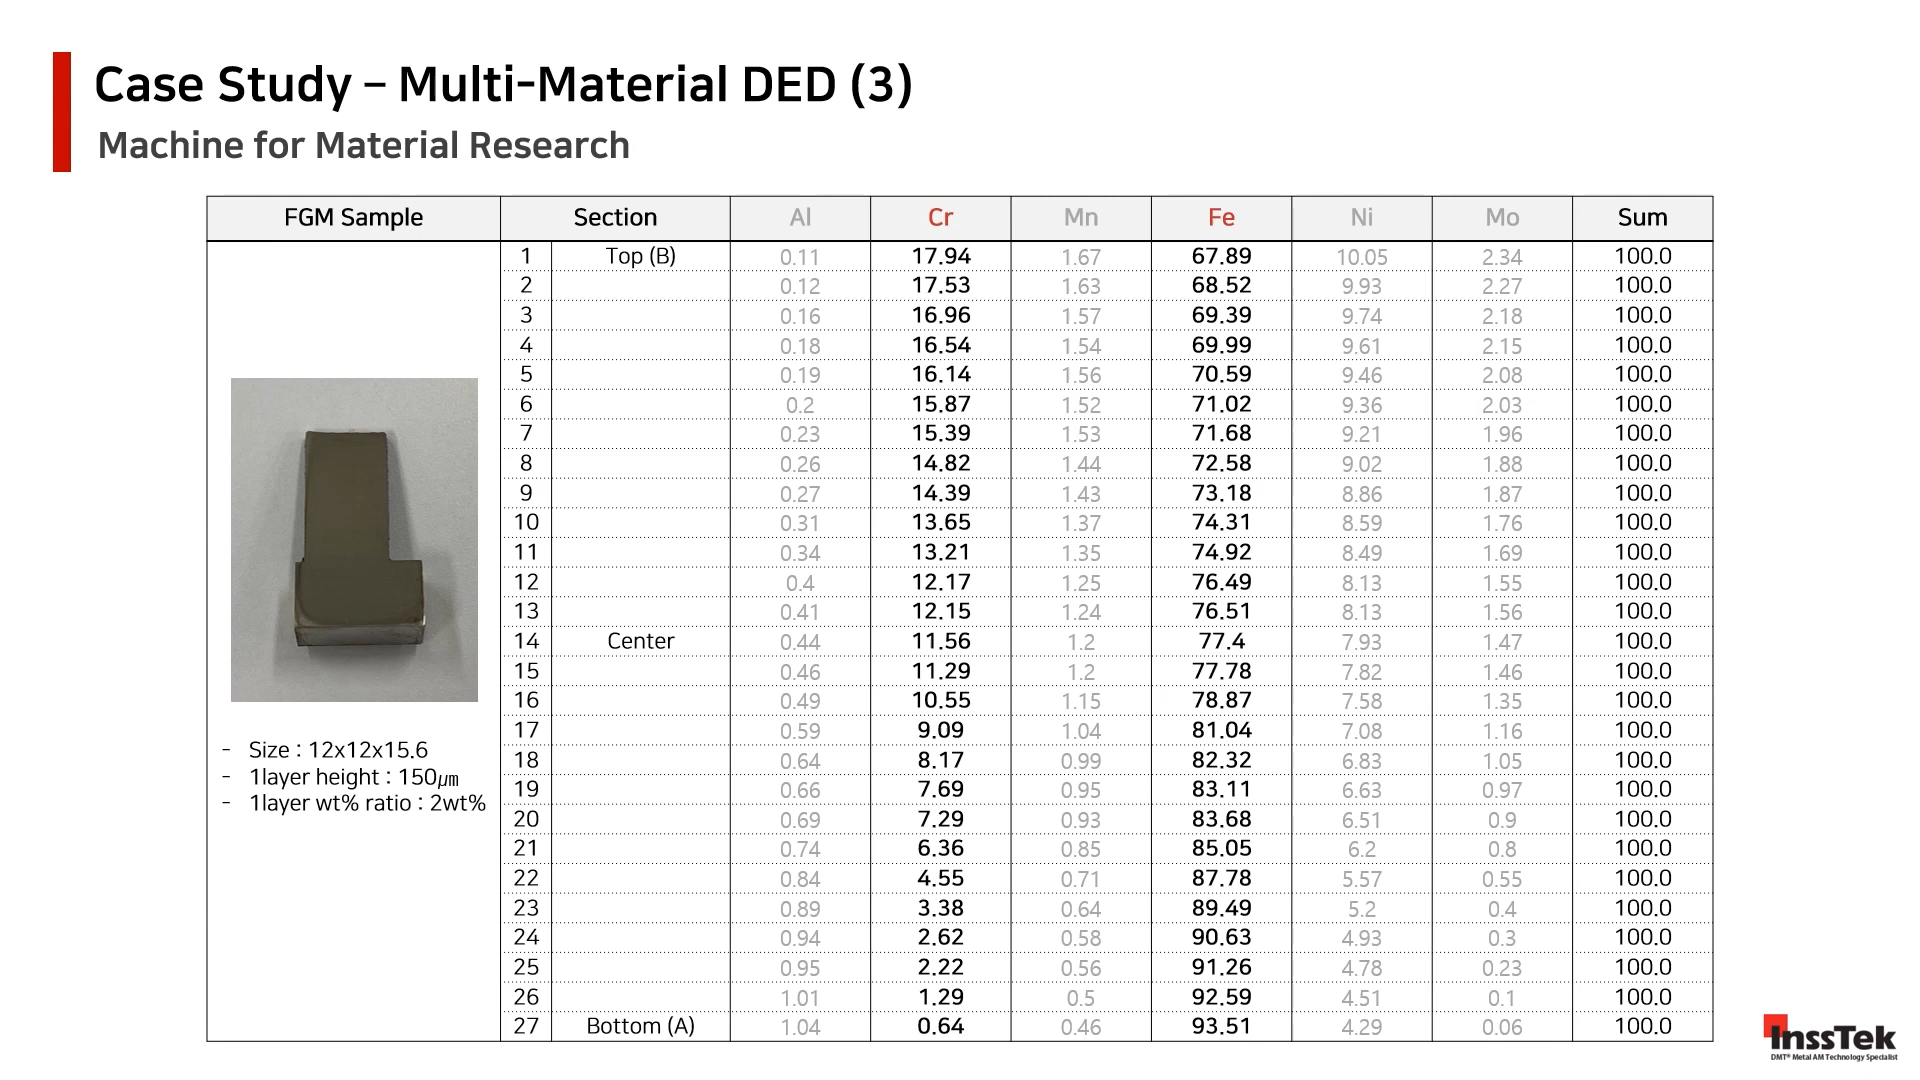 Case Study – Multi-Material DED (3)
Machine for Material Research
FGM Sample Section Al Cr Mn Fe Ni Mo Sum
1 Top (B) 0.11 17.94 1.67 67.89 10.05 2.34 100.0
2 0.12 17.53 1.63 68.52 9.93 2.27 100.0
3 0.16 16.96 1.57 69.39 9.74 2.18 100.0
4 0.18 16.54 1.54 69.99 9.61 2.15 100.0
5 0.19 16.14 1.56 70.59 9.46 2.08 100.0
6 0.2 15.87 1.52 71.02 9.36 2.03 100.0
7 0.23 15.39 1.53 71.68 9.21 1.96 100.0
8 0.26 14.82 1.44 72.58 9.02 1.88 100.0
9 0.27 14.39 1.43 73.18 8.86 1.87 100.0
10 0.31 13.65 1.37 74.31 8.59 1.76 100.0
11 0.34 13.21 1.35 74.92 8.49 1.69 100.0
12 0.4 12.17 1.25 76.49 8.13 1.55 100.0
13 0.41 12.15 1.24 76.51 8.13 1.56 100.0
14 Center 0.44 11.56 1.2 77.4 7.93 1.47 100.0
15 0.46 11.29 1.2 77.78 7.82 1.46 100.0
16 0.49 10.55 1.15 78.87 7.58 1.35 100.0
17 0.59 9.09 1.04 81.04 7.08 1.16 100.0
18 0.64 8.17 0.99 82.32 6.83 1.05 100.0
19 0.66 7.69 0.95 83.11 6.63 0.97 100.0
20 0.69 7.29 0.93 83.68 6.51 0.9 100.0
21 0.74 6.36 0.85 85.05 6.2 0.8 100.0
22 0.84 4.55 0.71 87.78 5.57 0.55 100.0
23 0.89 3.38 0.64 89.49 5.2 0.4 100.0
24 0.94 2.62 0.58 90.63 4.93 0.3 100.0
25 0.95 2.22 0.56 91.26 4.78 0.23 100.0
26 1.01 1.29 0.5 92.59 4.51 0.1 100.0
27 Bottom (A) 1.04 0.64 0.46 93.51 4.29 0.06 100.0
- Size : 12x12x15.6
- 1layer height : 150㎛
- 1layer wt% ratio : 2wt%
InssTek
DMT® Metal AM Technology Specialist